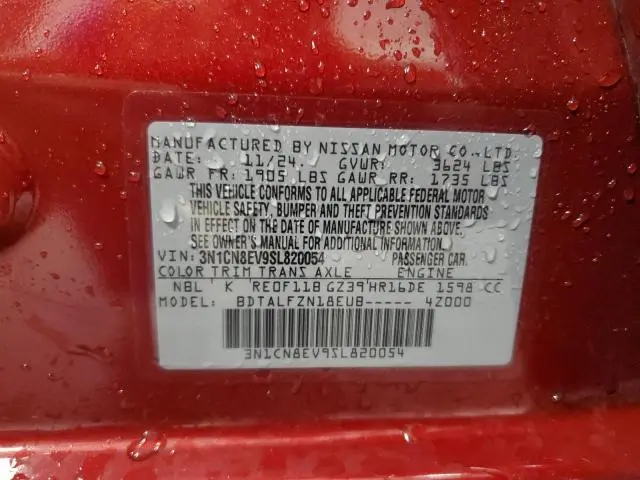 MANUFACTURED BY NISSAN MOTOR CO., LTD.
DATE: 11/24. GVWR: 3624 LBS
GAWR FR: 1905 LBS GAWR RR: 1735 LBS
THIS VEHICLE CONFORMS TO ALL APPLICABLE FEDERAL MOTOR
VEHICLE SAFETY, BUMPER AND THEFT PREVENTION STANDARDS
IN EFFECT ON THE DATE OF MANUFACTURE SHOWN ABOVE.
SEE OWNER'S MANUAL FOR ADDITIONAL INFORMATION.
VIN: 3N1CN8EV9SL820054 PASSENGER CAR.
COLOR TRIM TRANS AXLE ENGINE
NBL K RE0F11B GZ39 HR16DE 1598 CC
MODEL: BDTALFZN18EUB----- 4Z000
3N1CN8EV9SL820054